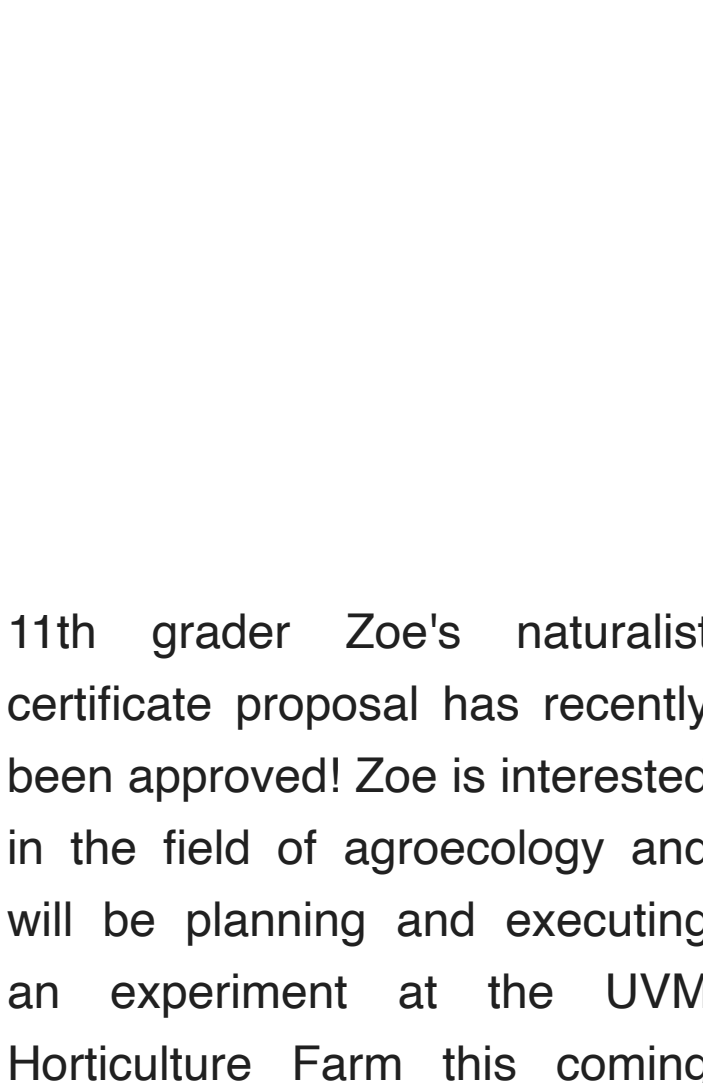 11th grader Zoe's naturalist
certificate proposal has recently
been approved! Zoe is interested
in the field of agroecology and
will be planning and executing
an experiment at the UVM
Horticulture Farm this coming